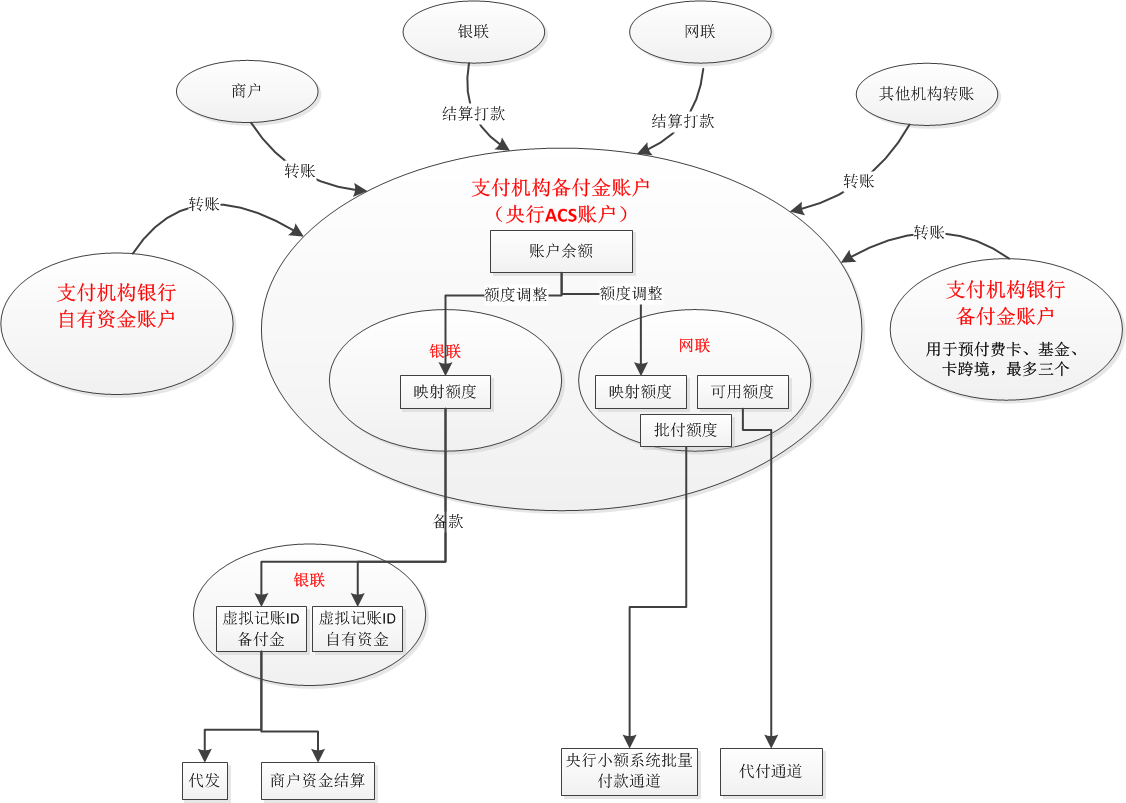 银联
网联
商户
其他机构转账
结算打款
结算打款
转账
转账
支付机构备付金账户
（央行ACS账户）
转账
转账
账户余额
支付机构银行
自有资金账户
支付机构银行
备付金账户
用于预付费卡、基金、
卡跨境，最多三个
额度调整
额度调整
银联
网联
映射额度
映射额度
可用额度
批付额度
备款
银联
虚拟记账ID
备付金
虚拟记账ID
自有资金
代发
商户资金结算
央行小额系统批量
付款通道
代付通道